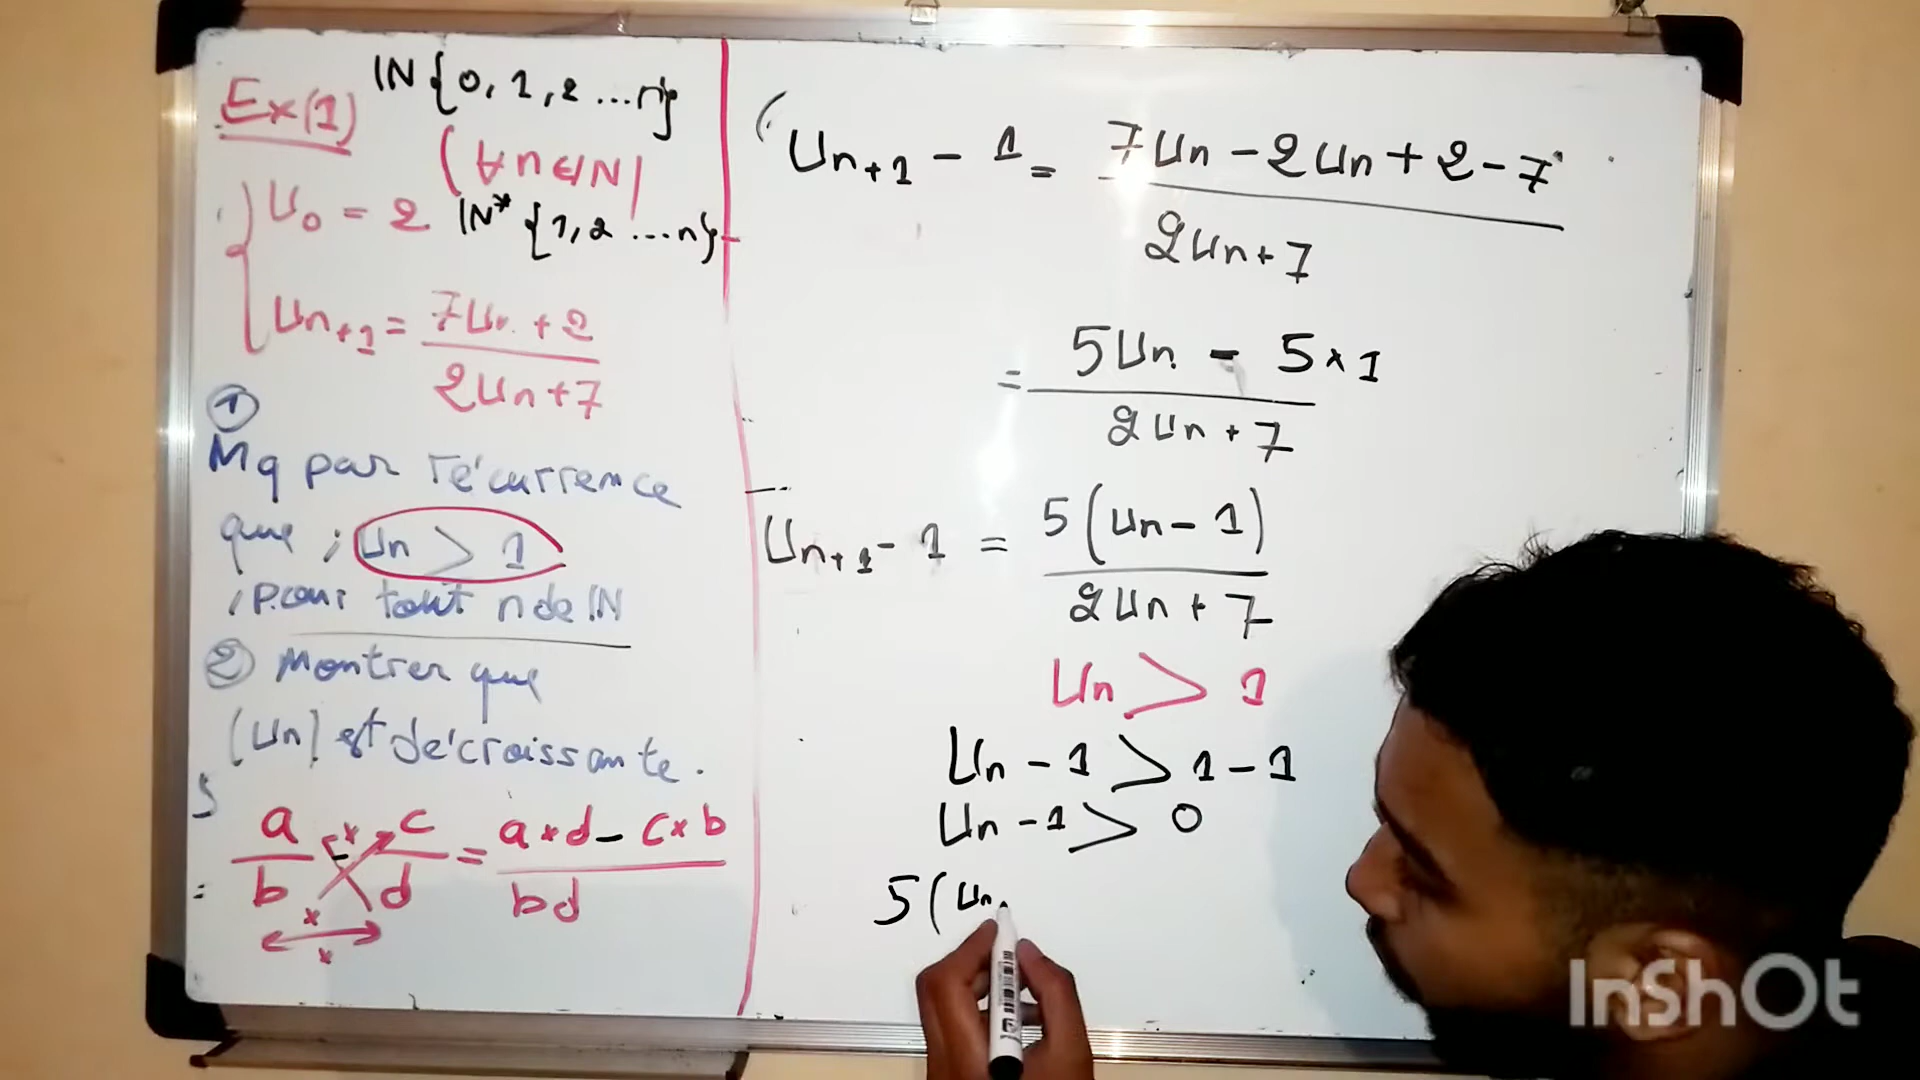 Ex(1) IN{0,1,2...n}
(∀n∈IN)
U0 = 2 IN* {1,2...n}
Un+1 = 7Un + 2
2Un+7
①
Mq par récurrence
que ; Un > 1
; pour tout n de IN
② Montrer que
(Un) est décroissante.
a/b - c/d = a×d - c×b
bd
Un+1 - 1 = 7Un - 2Un + 2 - 7
2Un+7
= 5Un - 5×1
2Un+7
Un+1 - 1 = 5(Un - 1)
2Un + 7
Un > 1
Un - 1 > 1 - 1
Un - 1 > 0
5(Un
InShOt